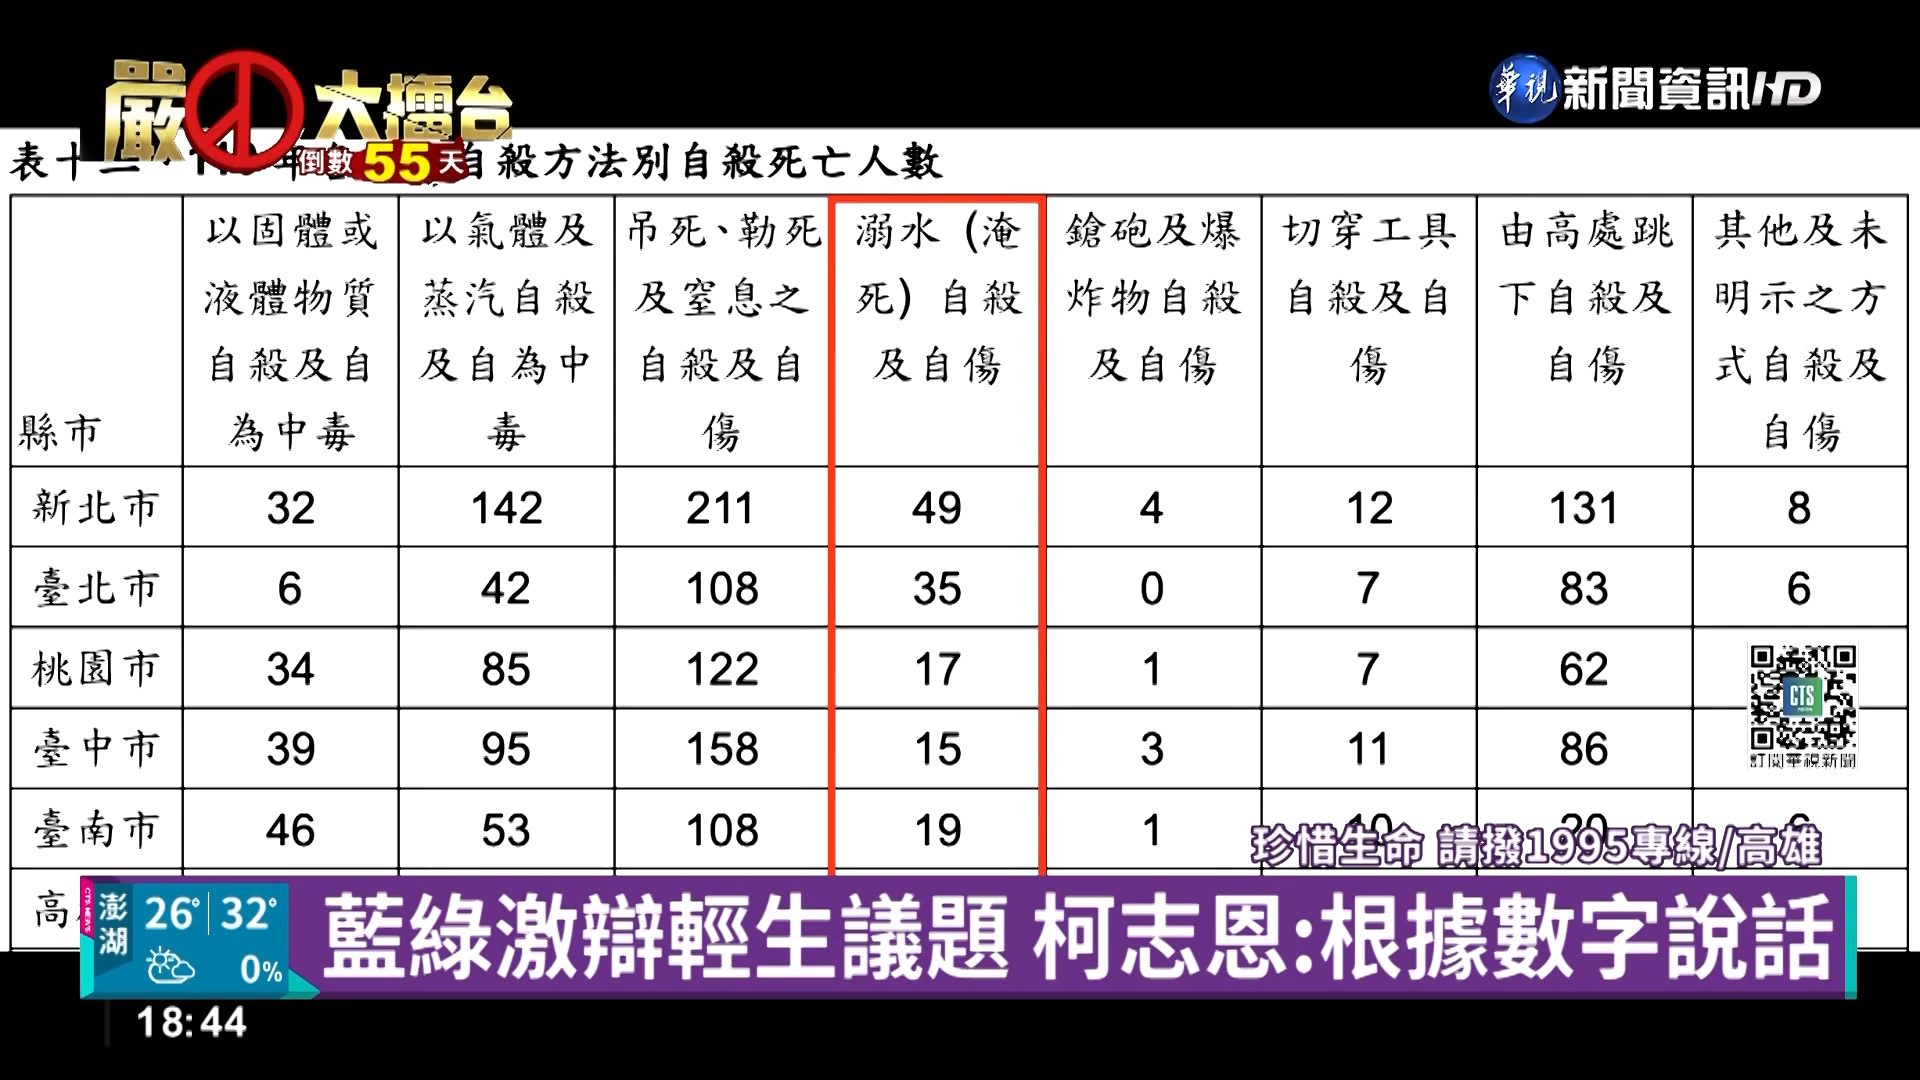 嚴 大擂台
倒數55天
華視 新聞資訊HD
自殺方法別自殺死亡人數
縣市
以固體或液體物質自殺及自為中毒
以氣體及蒸汽自殺及自為中毒
吊死、勒死及窒息之自殺及自傷
溺水（淹死）自殺及自傷
鎗砲及爆炸物自殺及自傷
切穿工具自殺及自傷
由高處跳下自殺及自傷
其他及未明示之方式自殺及自傷
新北市 32 142 211 49 4 12 131 8
臺北市 6 42 108 35 0 7 83 6
桃園市 34 85 122 17 1 7 62
臺中市 39 95 158 15 3 11 86
臺南市 46 53 108 19 1
CTS
訂閱華視新聞
珍惜生命 請撥1995專線/高雄
高
CTS NEWS
澎湖 26° 32°
0%
藍綠激辯輕生議題 柯志恩:根據數字說話
18:44